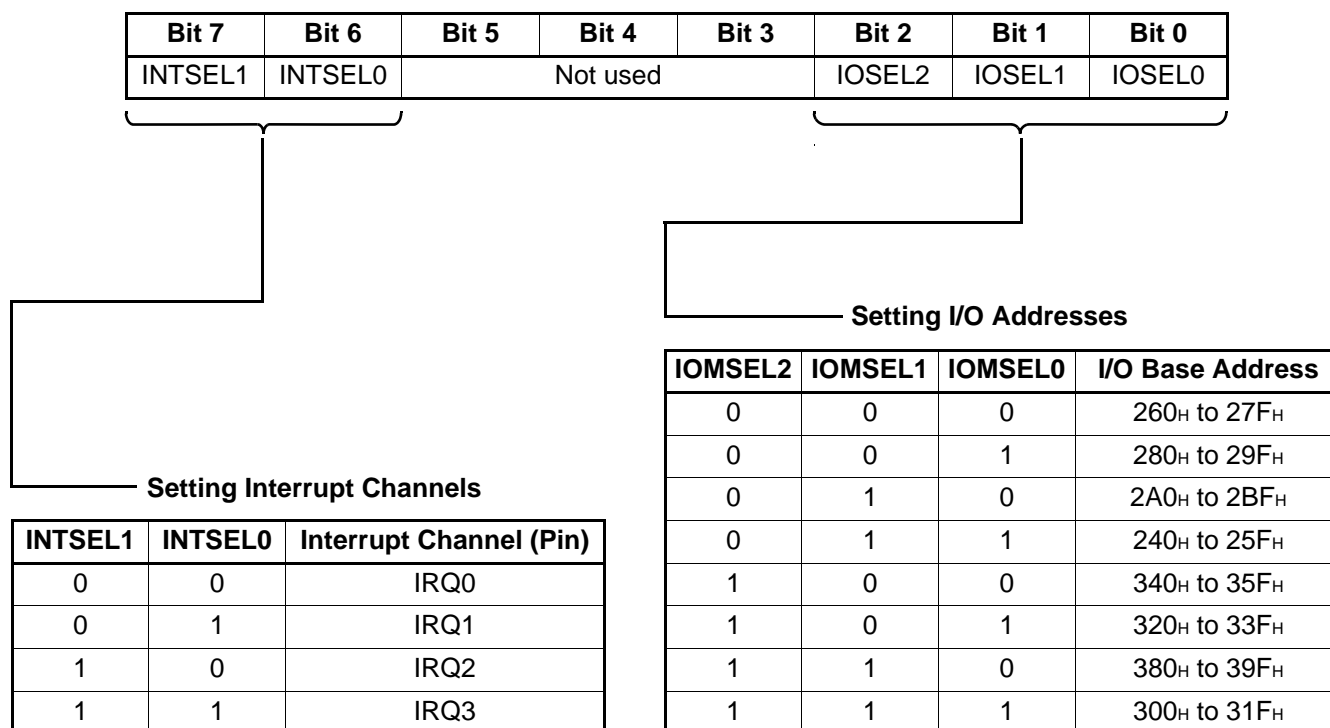 Bit 7 Bit 6 Bit 5 Bit 4 Bit 3 Bit 2 Bit 1 Bit 0
INTSEL1 INTSEL0 Not used IOSEL2 IOSEL1 IOSEL0
Setting I/O Addresses
IOMSEL2 IOMSEL1 IOMSEL0 I/O Base Address
0 0 0 260H to 27FH
0 0 1 280H to 29FH
0 1 0 2A0H to 2BFH
0 1 1 240H to 25FH
1 0 0 340H to 35FH
1 0 1 320H to 33FH
1 1 0 380H to 39FH
1 1 1 300H to 31FH
Setting Interrupt Channels
INTSEL1 INTSEL0 Interrupt Channel (Pin)
0 0 IRQ0
0 1 IRQ1
1 0 IRQ2
1 1 IRQ3